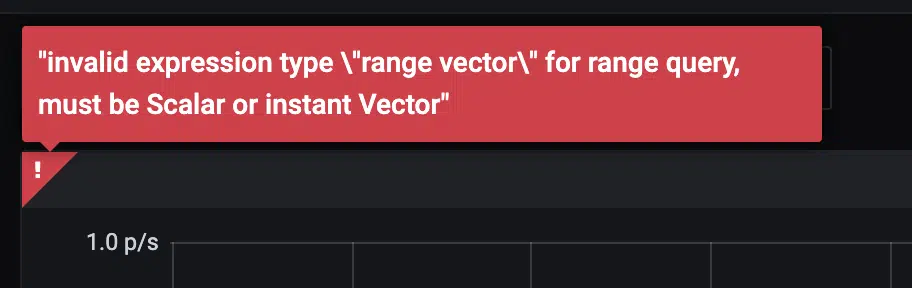 "invalid expression type \"range vector\" for range query,
must be Scalar or instant Vector"
!
1.0 p/s